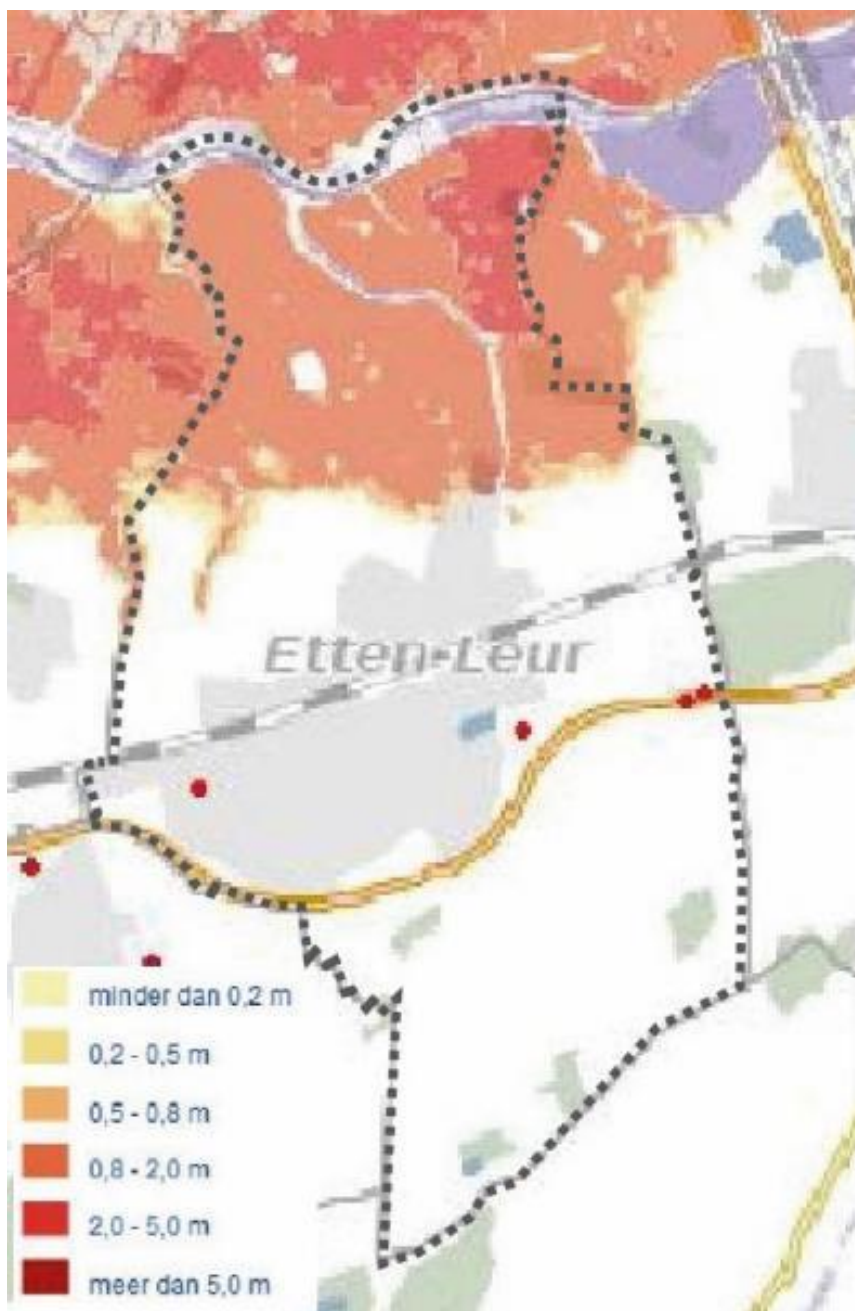 Etten-Leur
minder dan 0,2 m
0,2 - 0,5 m
0,5 - 0,8 m
0,8 - 2,0 m
2,0 - 5,0 m
meer dan 5,0 m